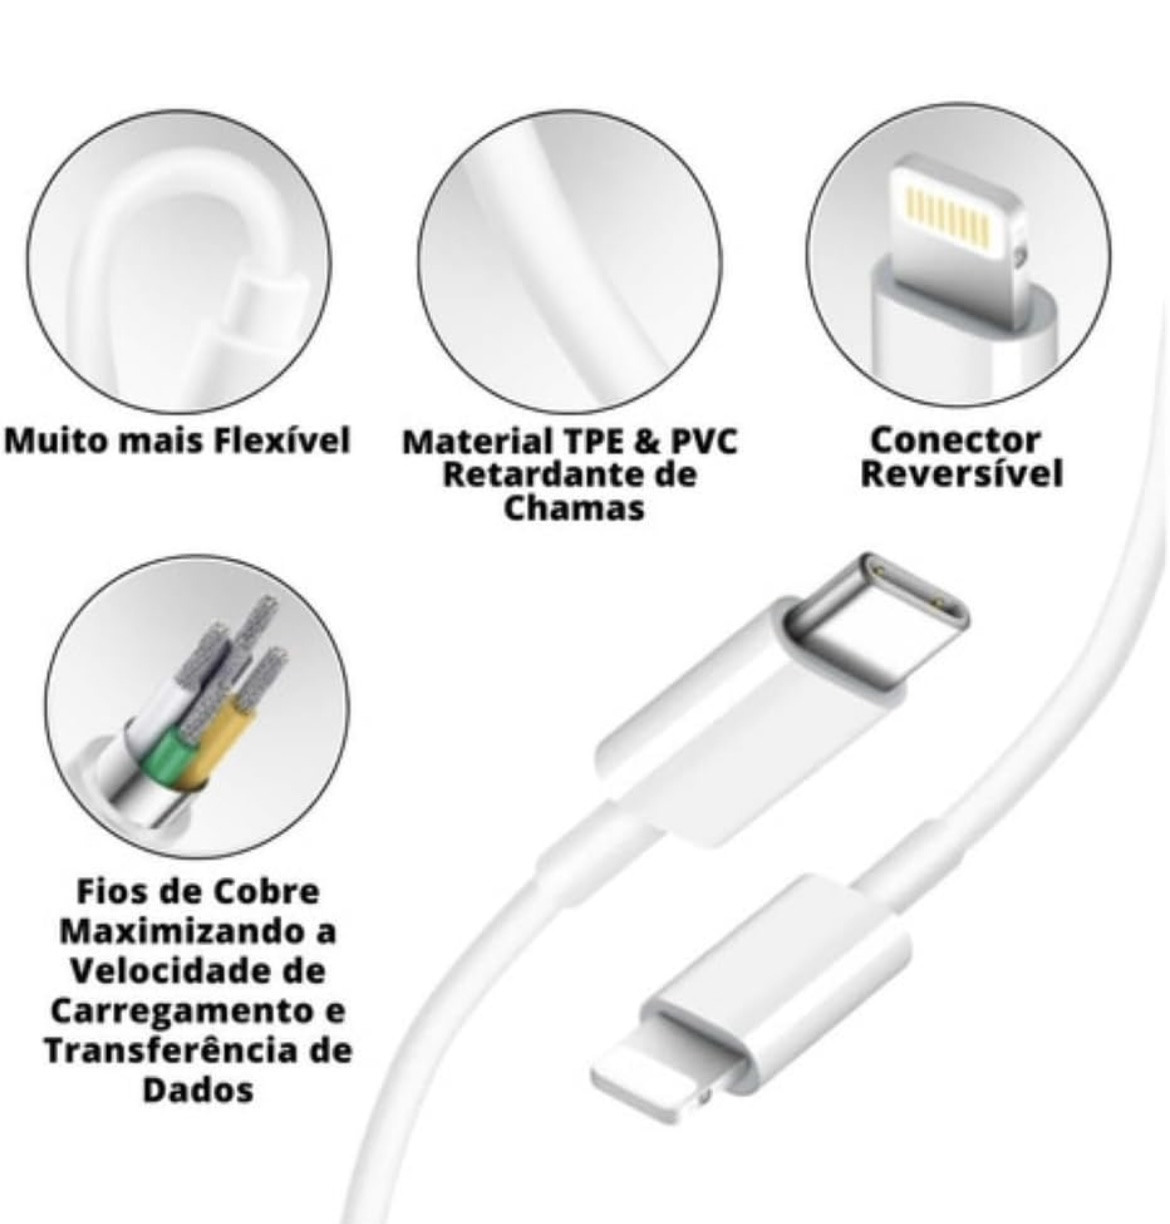 Muito mais Flexível
Material TPE & PVC
Retardante de
Chamas
Conector
Reversível
Fios de Cobre
Maximizando a
Velocidade de
Carregamento e
Transferência de
Dados